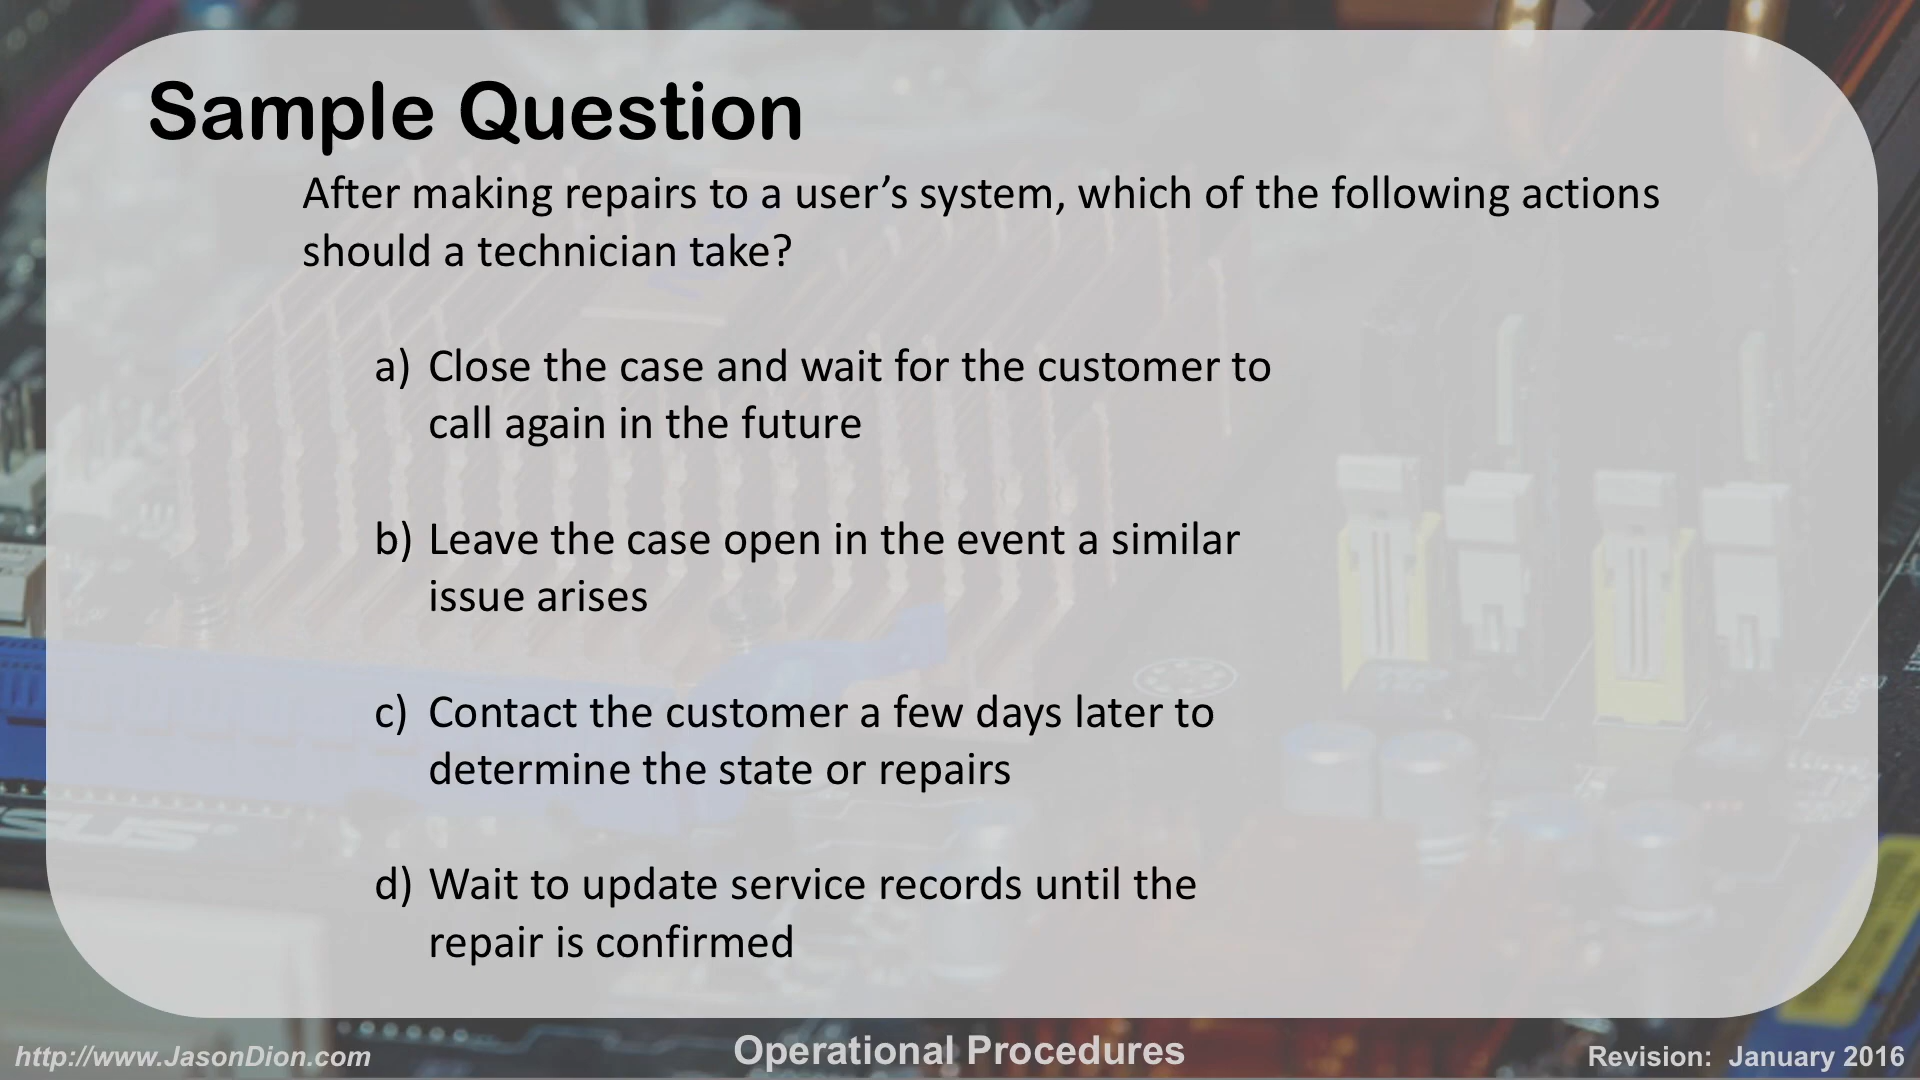 Sample Question
After making repairs to a user’s system, which of the following actions
should a technician take?
a) Close the case and wait for the customer to
call again in the future
b) Leave the case open in the event a similar
issue arises
c) Contact the customer a few days later to
determine the state or repairs
d) Wait to update service records until the
repair is confirmed
http://www.JasonDion.com
Operational Procedures
Revision: January 2016